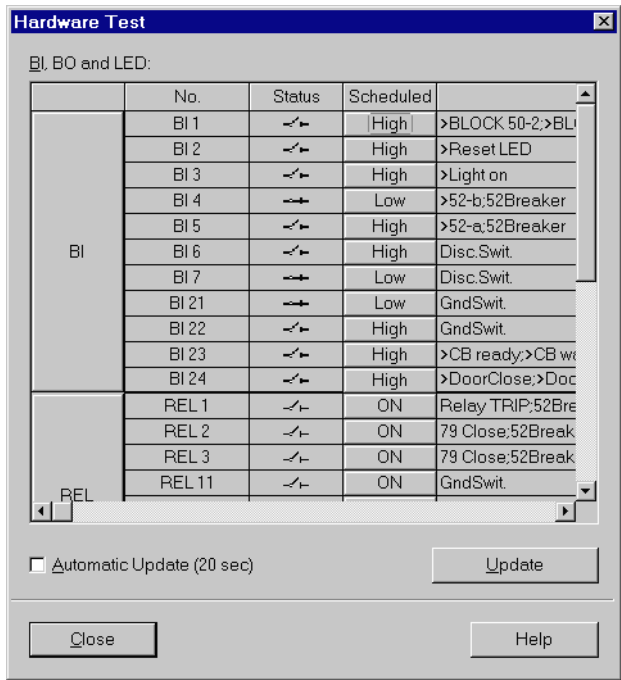 Hardware Test
BI, BO and LED:
No. Status Scheduled
BI 1 High >BLOCK 50-2;>BL
BI 2 High >Reset LED
BI 3 High >Light on
BI 4 Low >52-b;52Breaker
BI 5 High >52-a;52Breaker
BI BI 6 High Disc.Swit.
BI 7 Low Disc.Swit.
BI 21 Low GndSwit.
BI 22 High GndSwit.
BI 23 High >CB ready;>CB wa
BI 24 High >DoorClose;>Doc
REL 1 ON Relay TRIP;52Bre
REL 2 ON 79 Close;52Break
REL 3 ON 79 Close;52Break
REL REL 11 ON GndSwit.
Automatic Update (20 sec) Update
Close Help